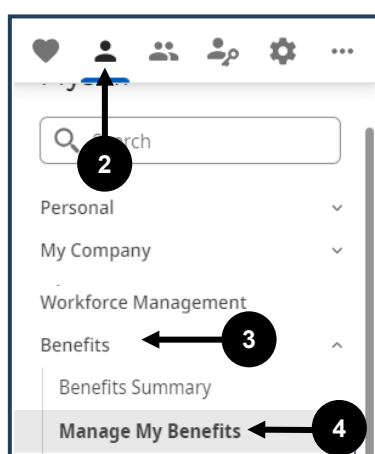 2
Search
Personal
My Company
Workforce Management
Benefits
3
Benefits Summary
Manage My Benefits
4